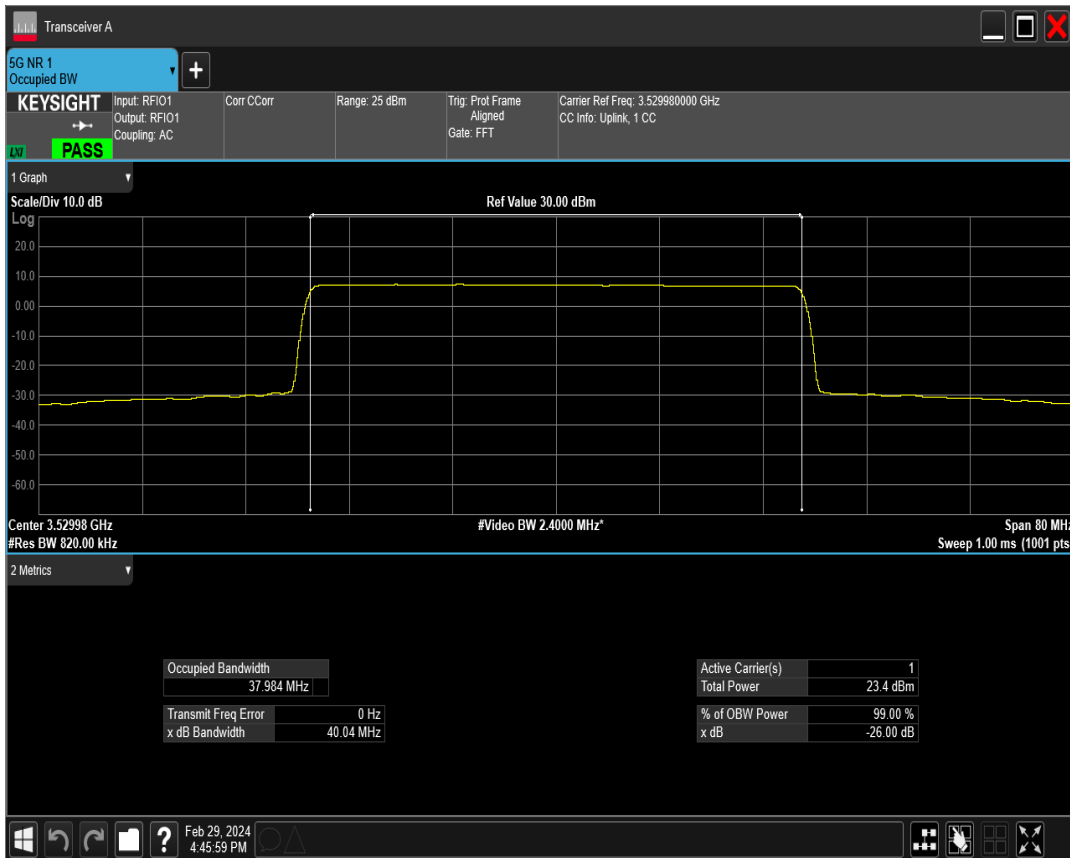 Transceiver A
5G NR 1
Occupied BW
+
KEYSIGHT
LXI
PASS
Input: RFIO1
Output: RFIO1
Coupling: AC
Corr CCorr
Range: 25 dBm
Trig: Prot Frame
Aligned
Gate: FFT
Carrier Ref Freq: 3.529980000 GHz
CC Info: Uplink, 1 CC
1 Graph
Scale/Div 10.0 dB
Ref Value 30.00 dBm
Log
20.0
10.0
0.00
-10.0
-20.0
-30.0
-40.0
-50.0
-60.0
Center 3.52998 GHz
#Video BW 2.4000 MHz*
Span 80 MHz
#Res BW 820.00 kHz
Sweep 1.00 ms (1001 pts
2 Metrics
Occupied Bandwidth
37.984 MHz
Transmit Freq Error 0 Hz
x dB Bandwidth 40.04 MHz
Active Carrier(s) 1
Total Power 23.4 dBm
% of OBW Power 99.00 %
x dB -26.00 dB
?
Feb 29, 2024
4:45:59 PM